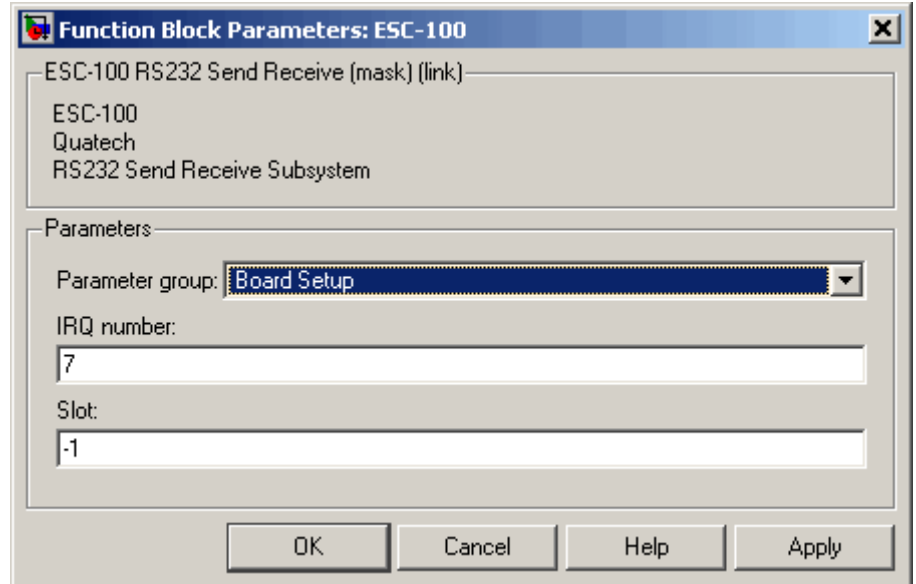 Function Block Parameters: ESC-100
ESC-100 RS232 Send Receive (mask) (link)
ESC-100
Quatech
RS232 Send Receive Subsystem
Parameters
Parameter group: Board Setup
IRQ number:
7
Slot:
-1
OK Cancel Help Apply